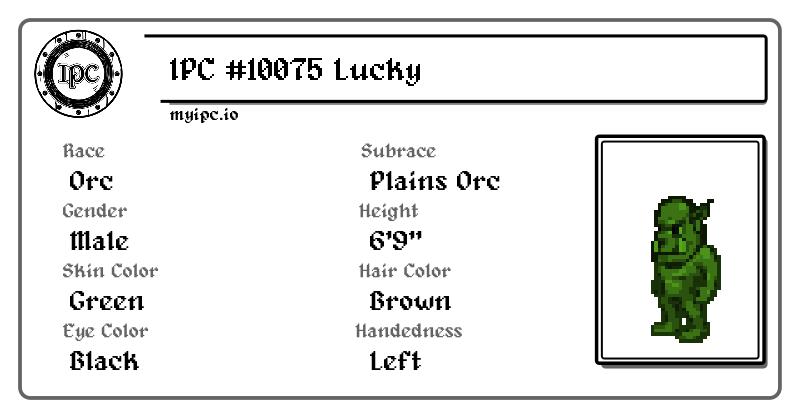 IPC
IPC #10075 Lucky
myipc.io
Race
Subrace
Orc
Plains Orc
Gender
Height
Male
6'9"
Skin Color
Hair Color
Green
Brown
Eye Color
Handedness
Black
Left